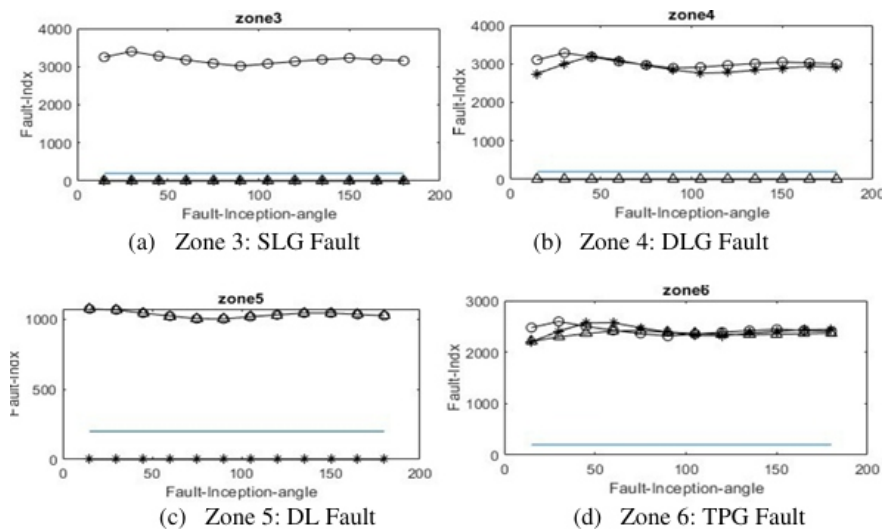 zone3
4000
3000
2000
1000
0
0 50 100 150 200
Fault-Indx
Fault-Inception-angle
(a) Zone 3: SLG Fault
zone4
4000
3000
2000
1000
0
0 50 100 150 200
Fault-Indx
Fault-Inception-angle
(b) Zone 4: DLG Fault
zone5
1000
500
0
0 50 100 150 200
Fault-Indx
Fault-Inception-angle
(c) Zone 5: DL Fault
zone6
3000
2000
1000
0
0 50 100 150 200
Fault-Indx
Fault-Inception-angle
(d) Zone 6: TPG Fault